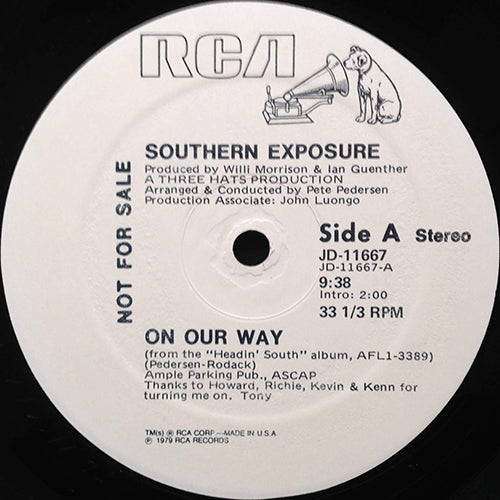 RCA
SOUTHERN EXPOSURE
Produced by Willi Morrison & Ian Guenther
A THREE HATS PRODUCTION
Arranged & Conducted by Pete Pedersen
Production Associate: John Luongo
NOT FOR SALE
Side A Stereo
JD-11667
JD-11667-A
9:38
Intro: 2:00
33 1/3 RPM
ON OUR WAY
(from the "Headin' South" album, AFL1-3389)
(Pedersen-Rodack)
Ample Parking Pub., ASCAP
Thanks to Howard, Richie, Kevin & Kenn for
turning me on. Tony
TM(s) ® RCA CORP.—MADE IN U.S.A.
℗ 1979 RCA RECORDS